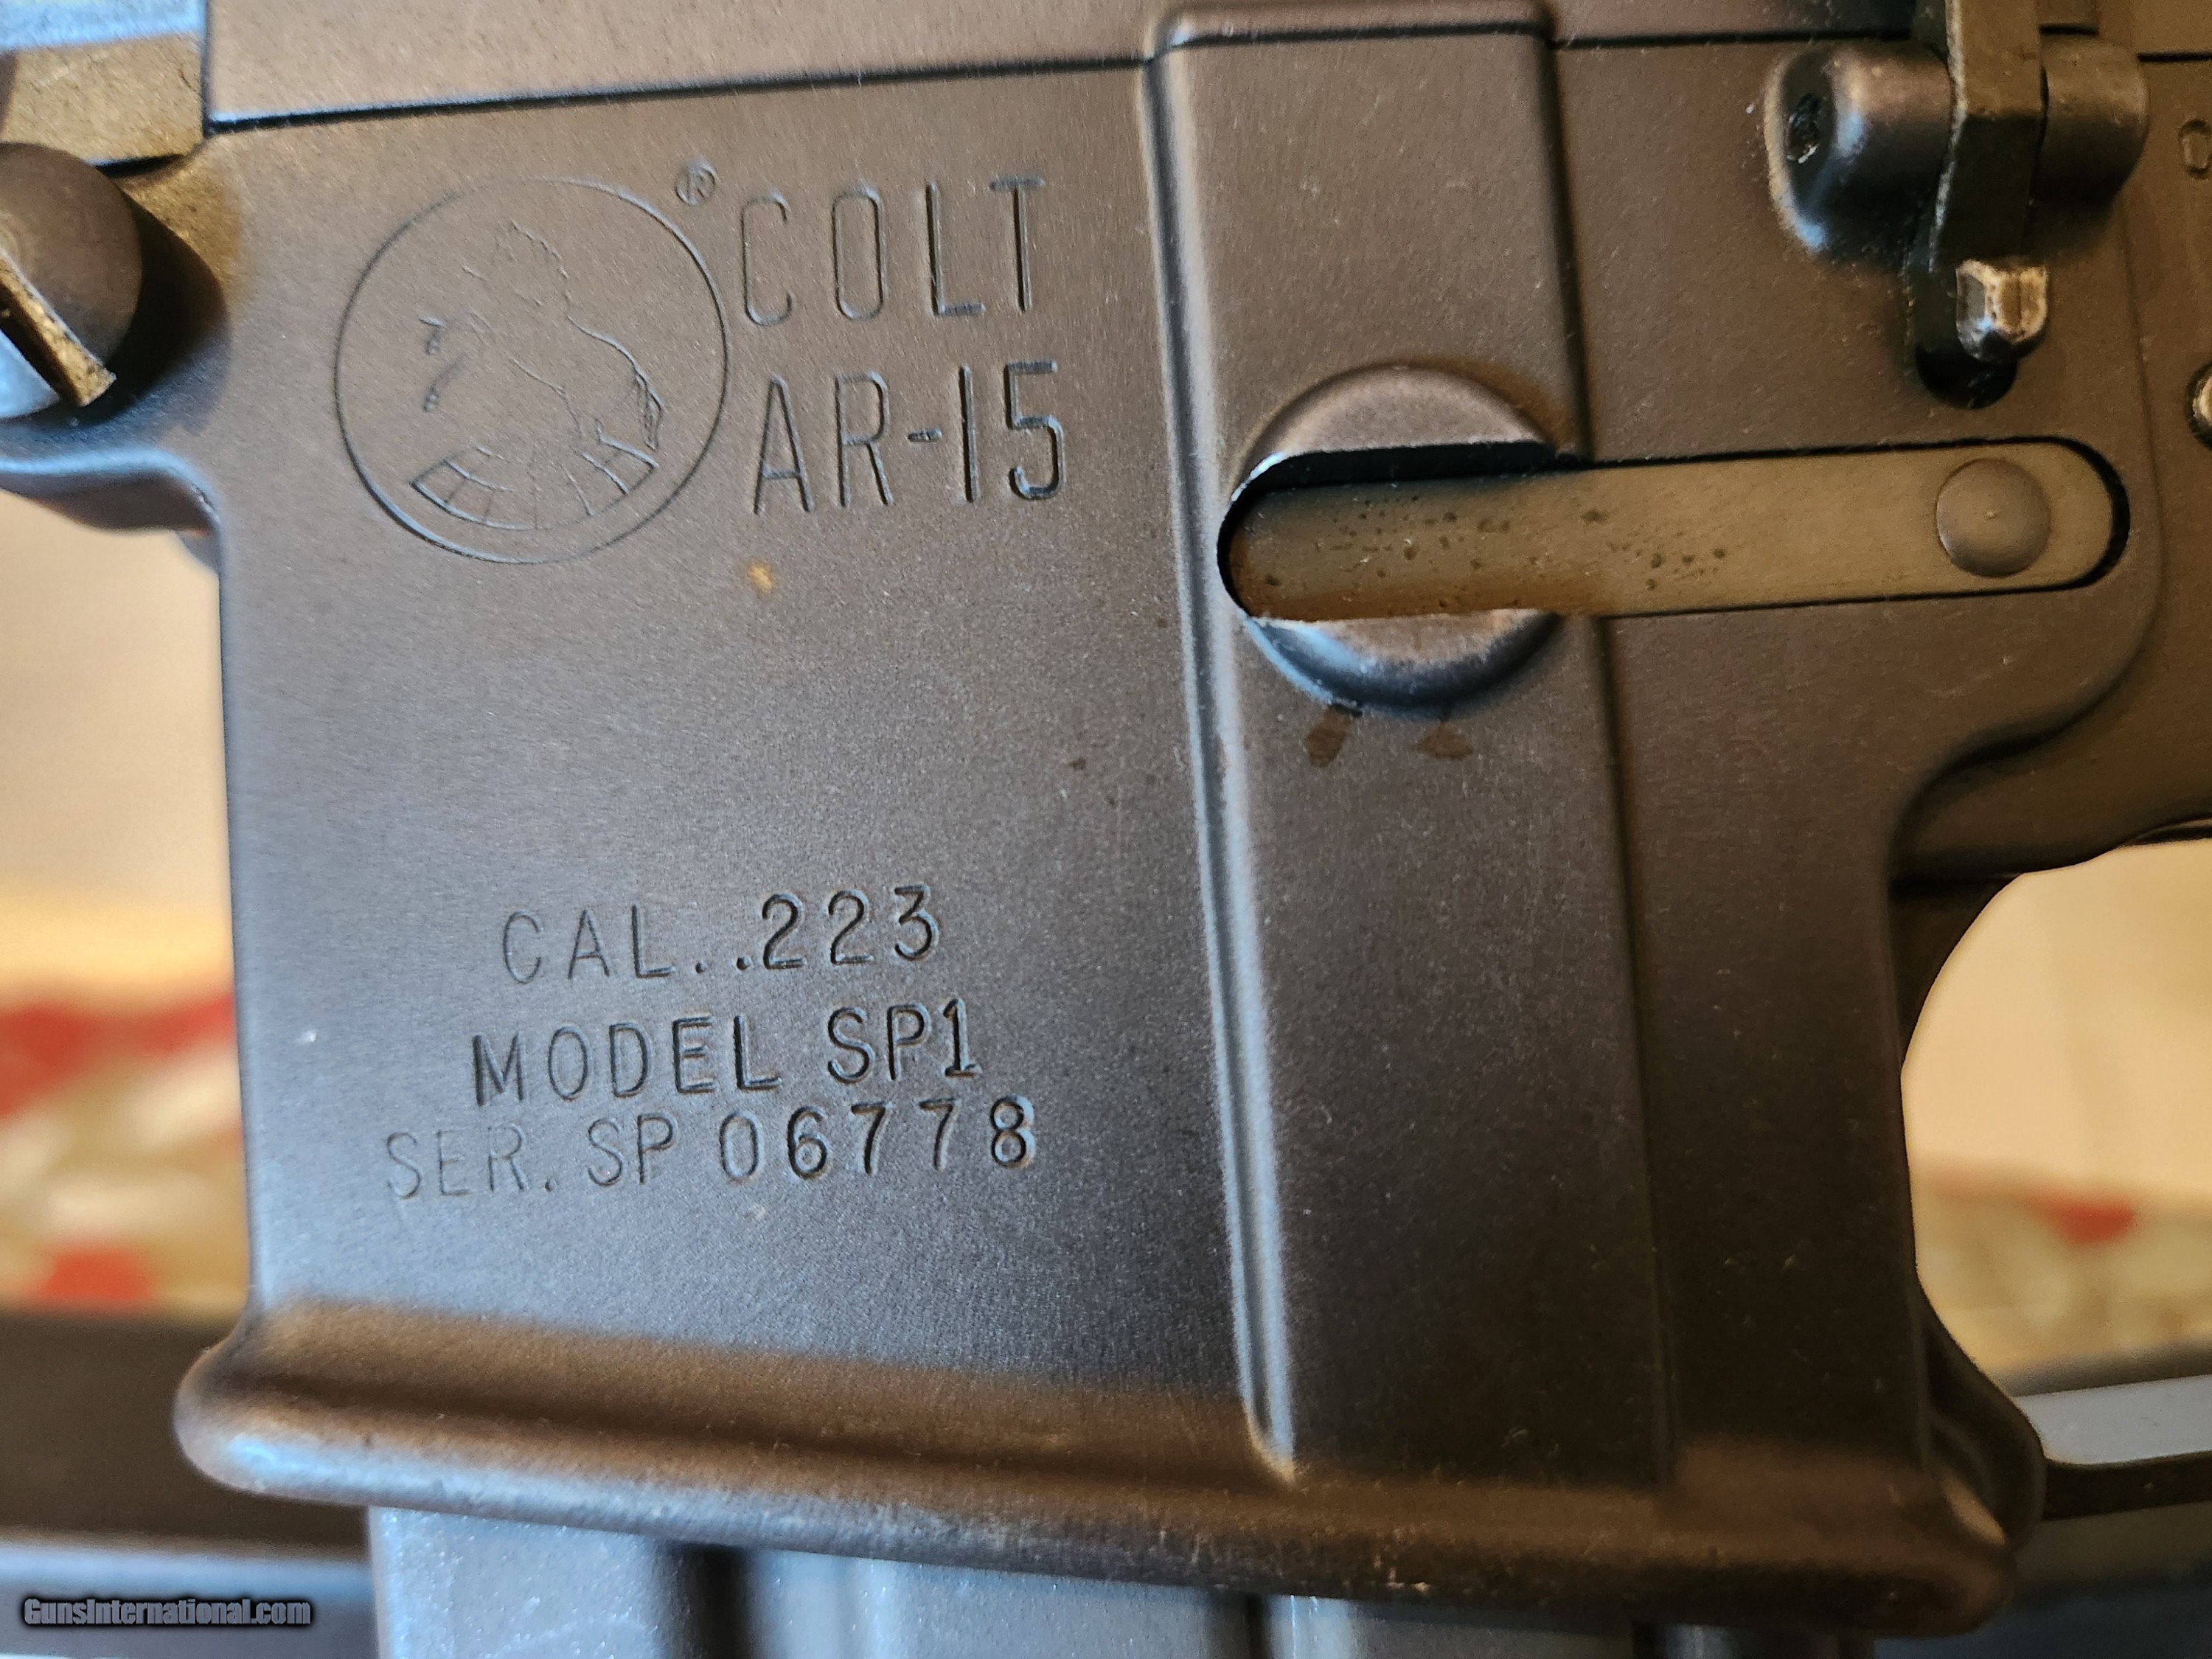 ®
COLT
AR-15
CAL..223
MODEL SP1
SER. SP 06778
GunsInternational.com